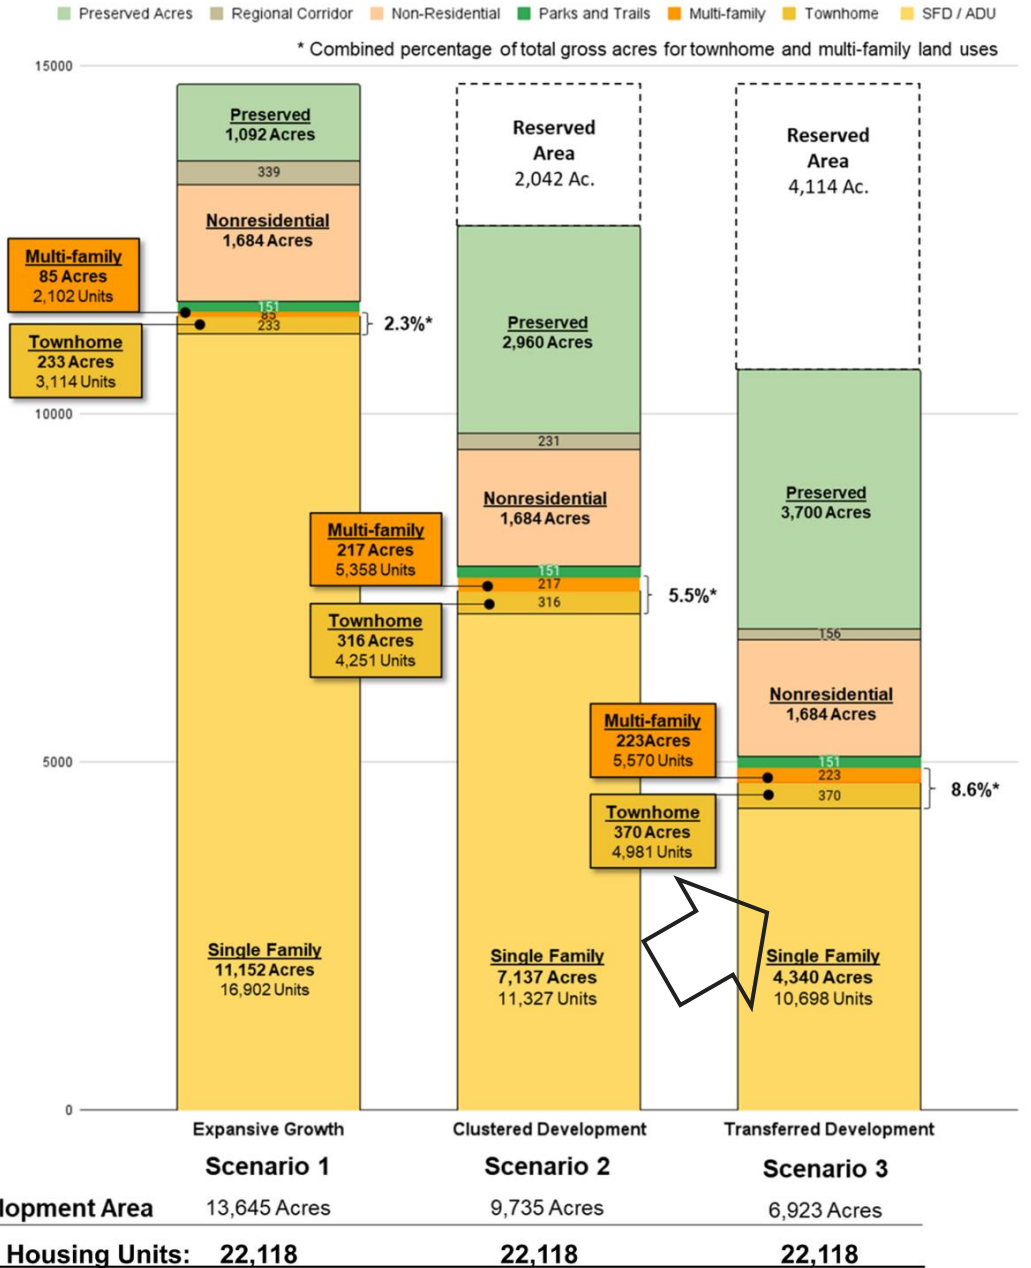 Preserved Acres Regional Corridor Non-Residential Parks and Trails Multi-family Townhome SFD / ADU
* Combined percentage of total gross acres for townhome and multi-family land uses
15000
10000
5000
0
Preserved
1,092 Acres
339
Nonresidential
1,684 Acres
151
85
233
Multi-family
85 Acres
2,102 Units
Townhome
233 Acres
3,114 Units
2.3%*
Single Family
11,152 Acres
16,902 Units
Reserved
Area
2,042 Ac.
Preserved
2,960 Acres
231
Nonresidential
1,684 Acres
151
217
316
Multi-family
217 Acres
5,358 Units
Townhome
316 Acres
4,251 Units
5.5%*
Single Family
7,137 Acres
11,327 Units
Reserved
Area
4,114 Ac.
Preserved
3,700 Acres
156
Nonresidential
1,684 Acres
151
223
370
Multi-family
223Acres
5,570 Units
Townhome
370 Acres
4,981 Units
8.6%*
Single Family
4,340 Acres
10,698 Units
Expansive Growth Clustered Development Transferred Development
Scenario 1 Scenario 2 Scenario 3
lopment Area 13,645 Acres 9,735 Acres 6,923 Acres
Housing Units: 22,118 22,118 22,118